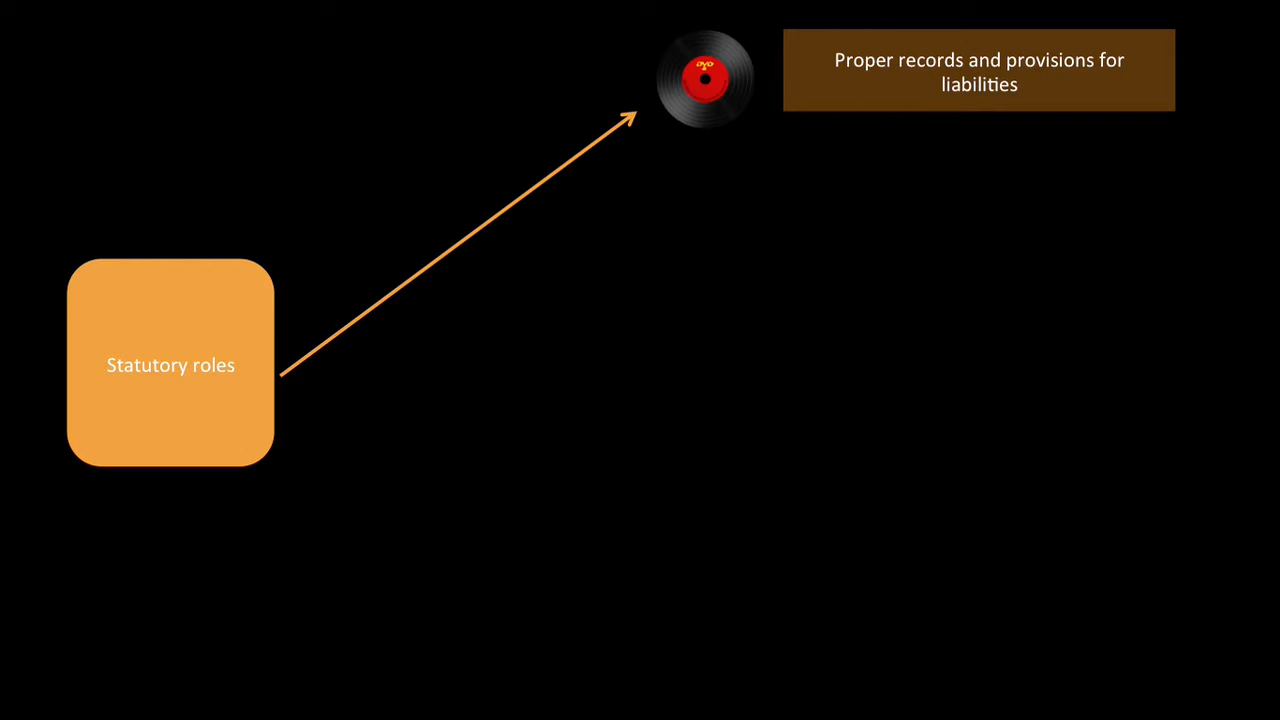 Proper records and provisions for
liabilities
Statutory roles